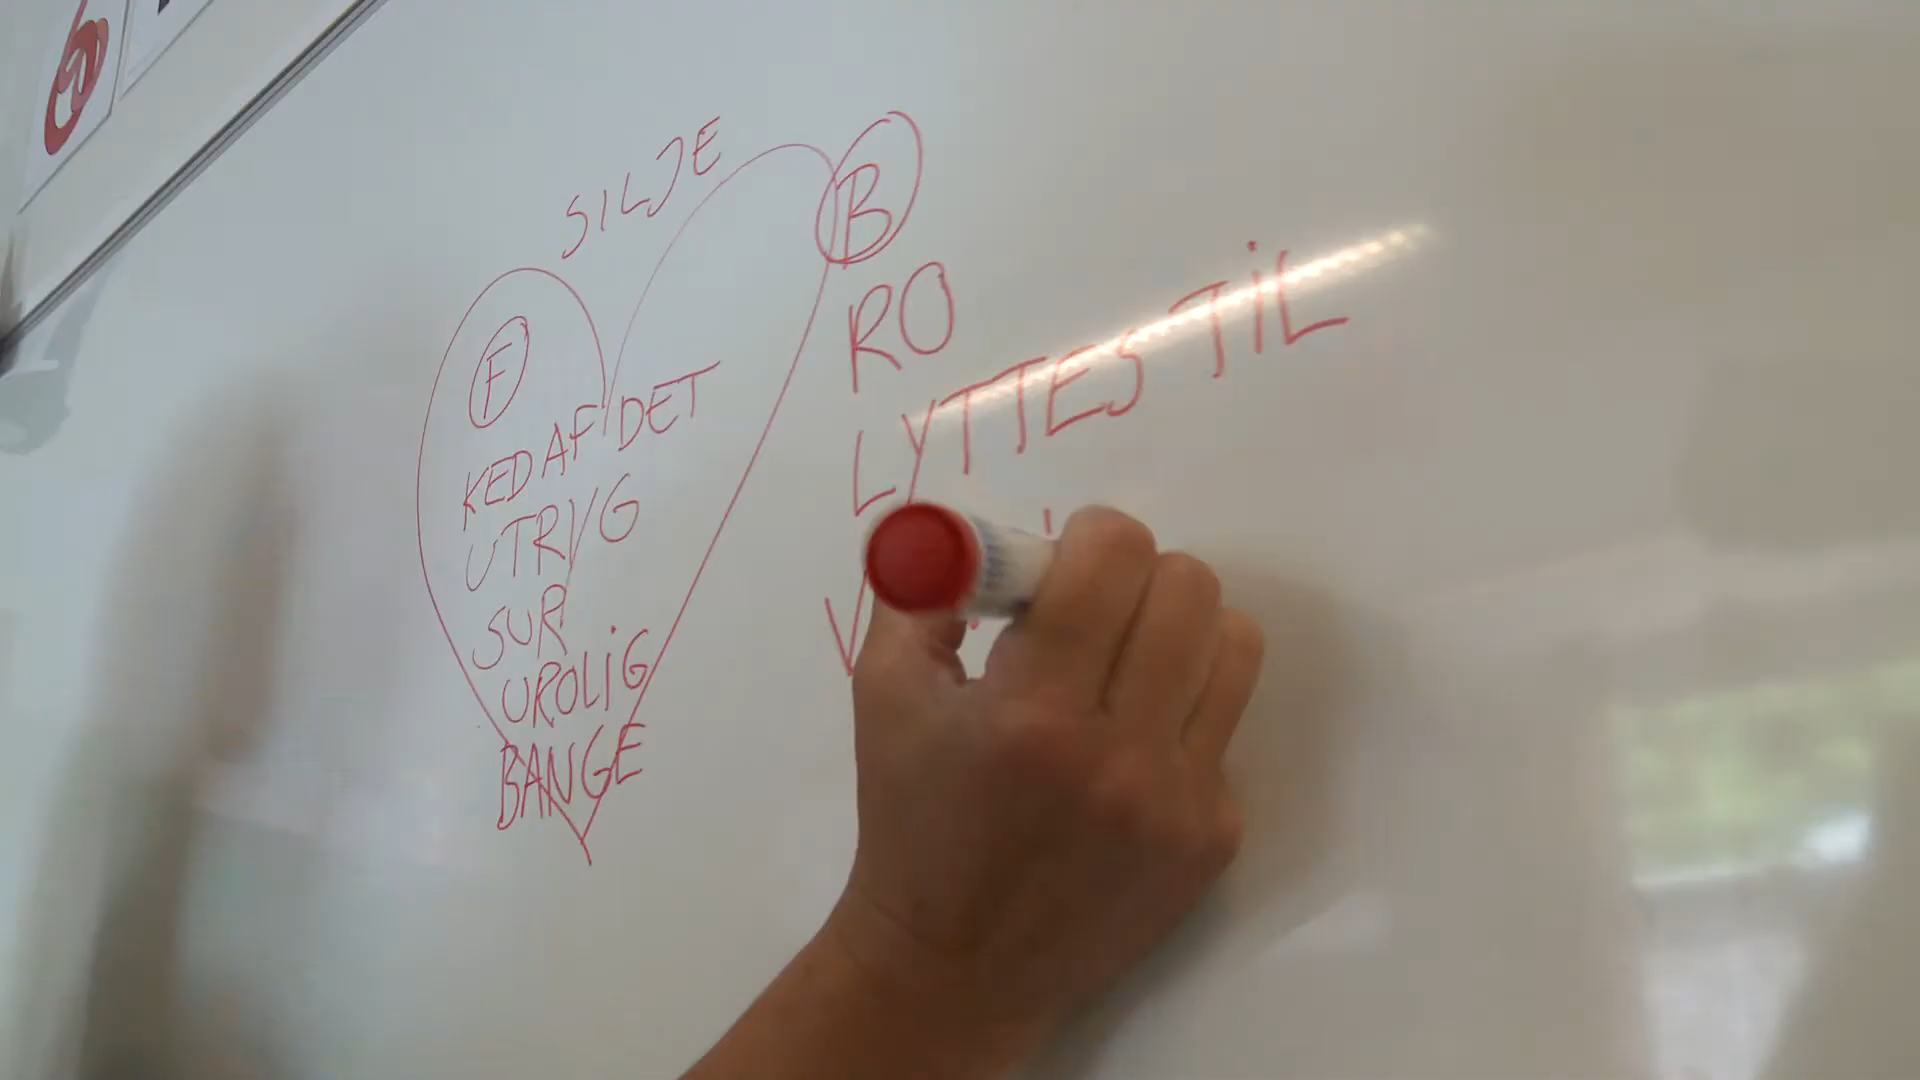 SILJE
F
KED AF DET
UTRYG
SUR
UROLiG
BANGE
B
RO
LYTTES TiL
V